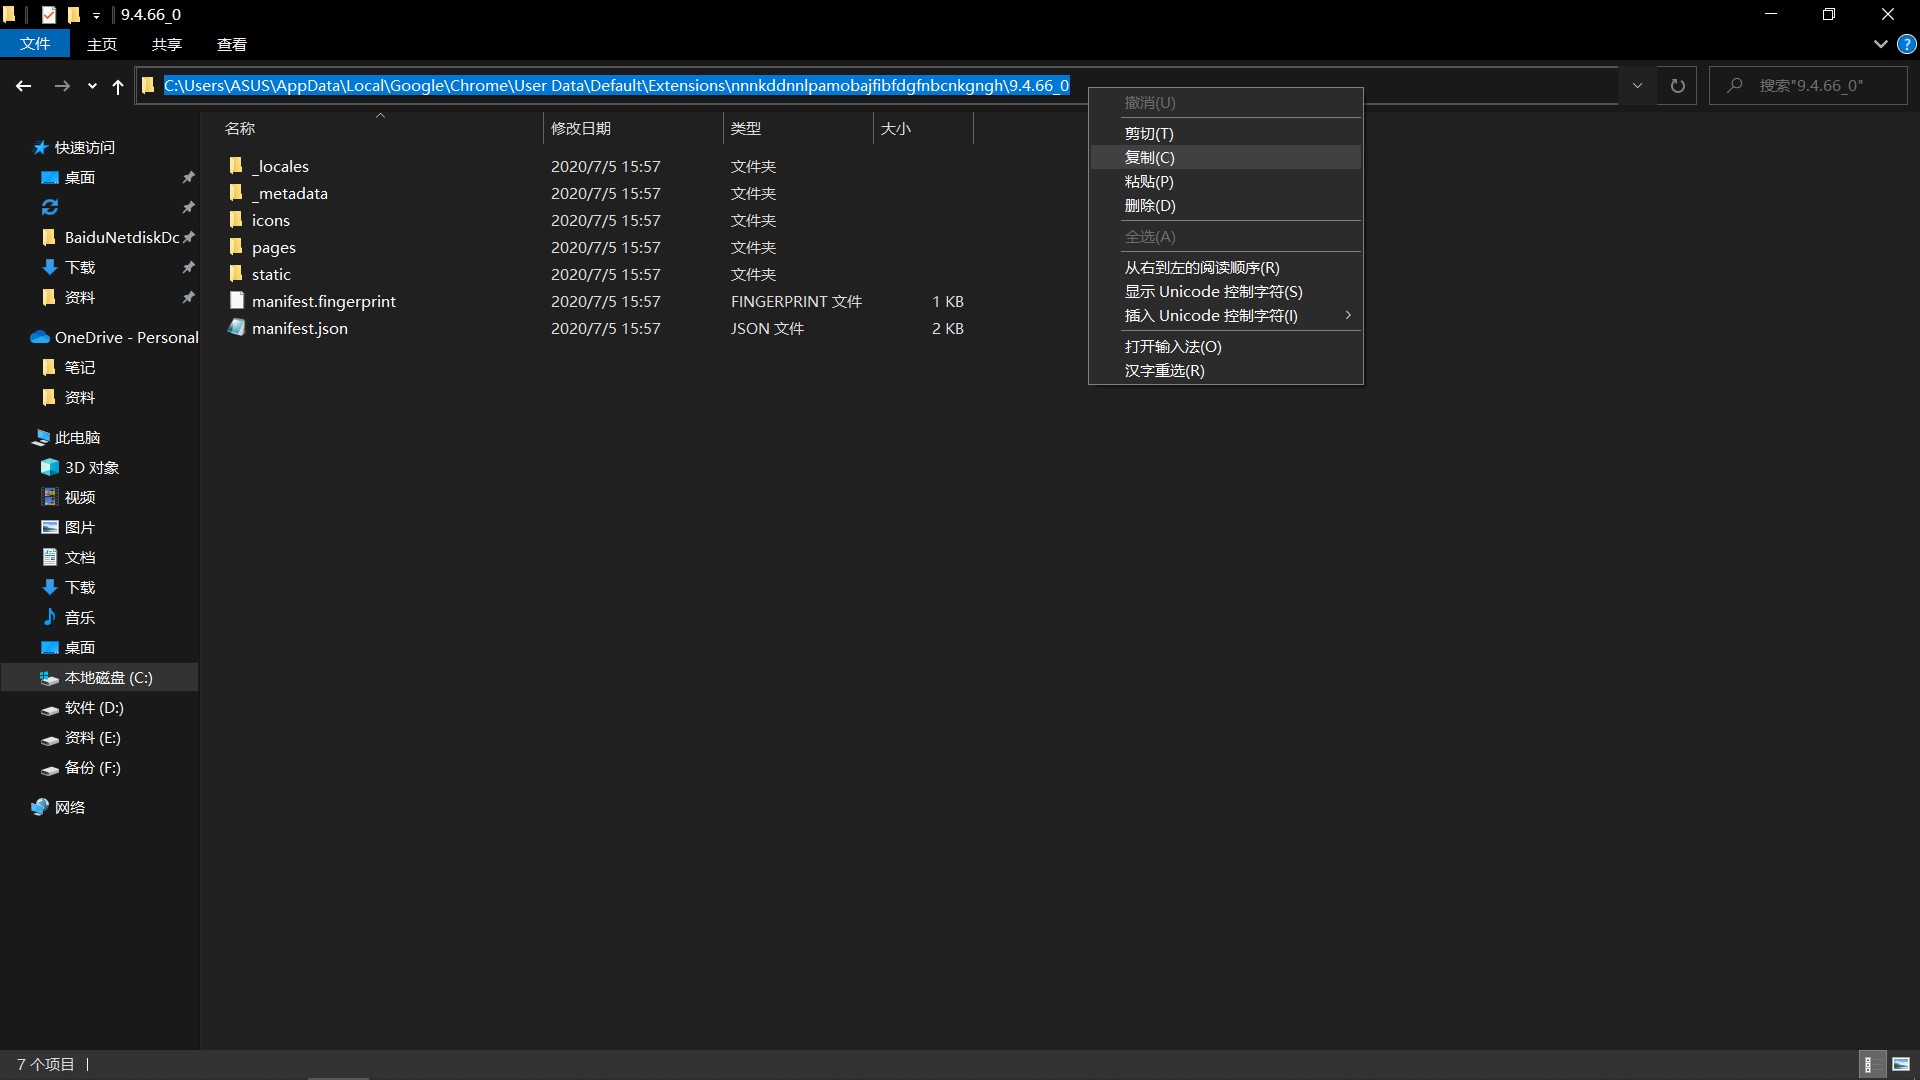 9.4.66_0
文件 主页 共享 查看
C:\Users\ASUS\AppData\Local\Google\Chrome\User Data\Default\Extensions\nnnkddnnlpamobajfibfdgfnbcnkgngh\9.4.66_0
搜索"9.4.66_0"
快速访问
桌面
BaiduNetdiskDc
下载
资料
OneDrive - Personal
笔记
资料
此电脑
3D 对象
视频
图片
文档
下载
音乐
桌面
本地磁盘 (C:)
软件 (D:)
资料 (E:)
备份 (F:)
网络
名称 修改日期 类型 大小
_locales 2020/7/5 15:57 文件夹
_metadata 2020/7/5 15:57 文件夹
icons 2020/7/5 15:57 文件夹
pages 2020/7/5 15:57 文件夹
static 2020/7/5 15:57 文件夹
manifest.fingerprint 2020/7/5 15:57 FINGERPRINT 文件 1 KB
manifest.json 2020/7/5 15:57 JSON 文件 2 KB
撤消(U)
剪切(T)
复制(C)
粘贴(P)
删除(D)
全选(A)
从右到左的阅读顺序(R)
显示 Unicode 控制字符(S)
插入 Unicode 控制字符(I)
打开输入法(O)
汉字重选(R)
7 个项目